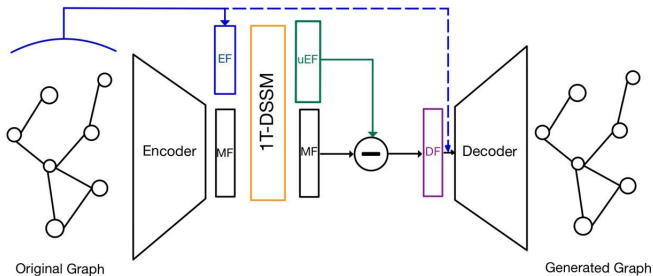 EF
uEF
1T-DSSM
Encoder
MF
MF
DF
Decoder
Original Graph
Generated Graph